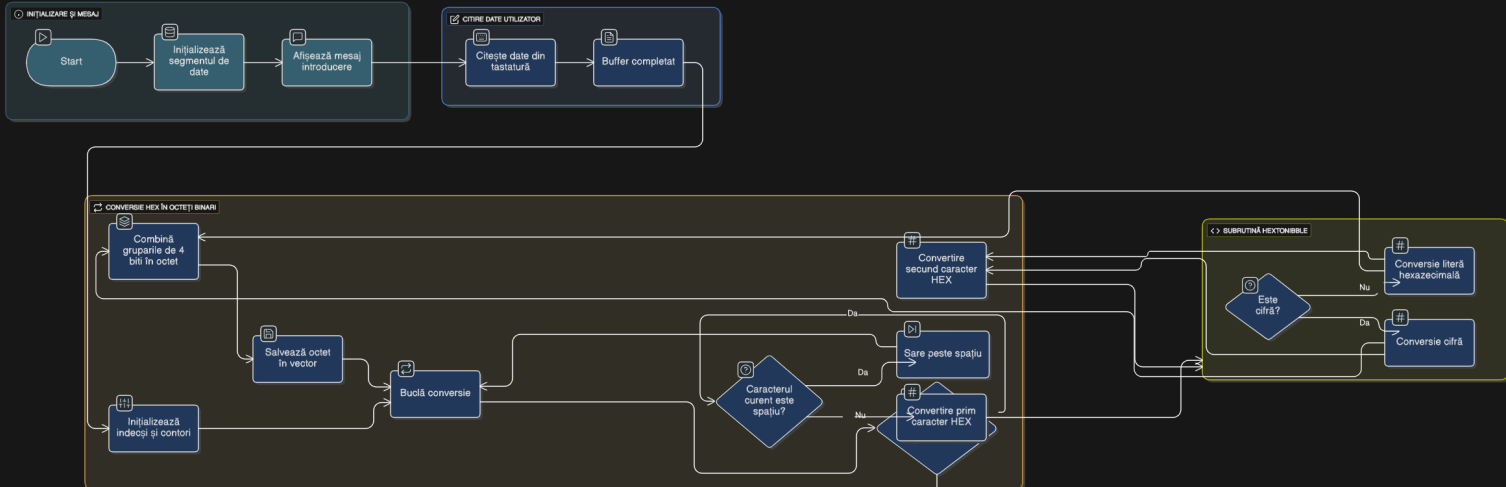 INIȚIALIZARE ȘI MESAJ
Start
Inițializează
segmentul de
date
Afișează mesaj
introducere
CITIRE DATE UTILIZATOR
Citește date din
tastatură
Buffer completat
CONVERSIE HEX ÎN OCTEȚI BINARI
Combină
grupările de 4
biti în octet
Salvează octet
în vector
Inițializează
indecși și contori
Buclă conversie
Caracterul
curent este
spațiu?
Da
Da
Nu
Convertire
secund caracter
HEX
Sare peste spațiu
Convertire prim
caracter HEX
SUBRUTINĂ HEXTONIBBLE
Este
cifră?
Nu
Da
Conversie literă
hexazecimală
Conversie cifră